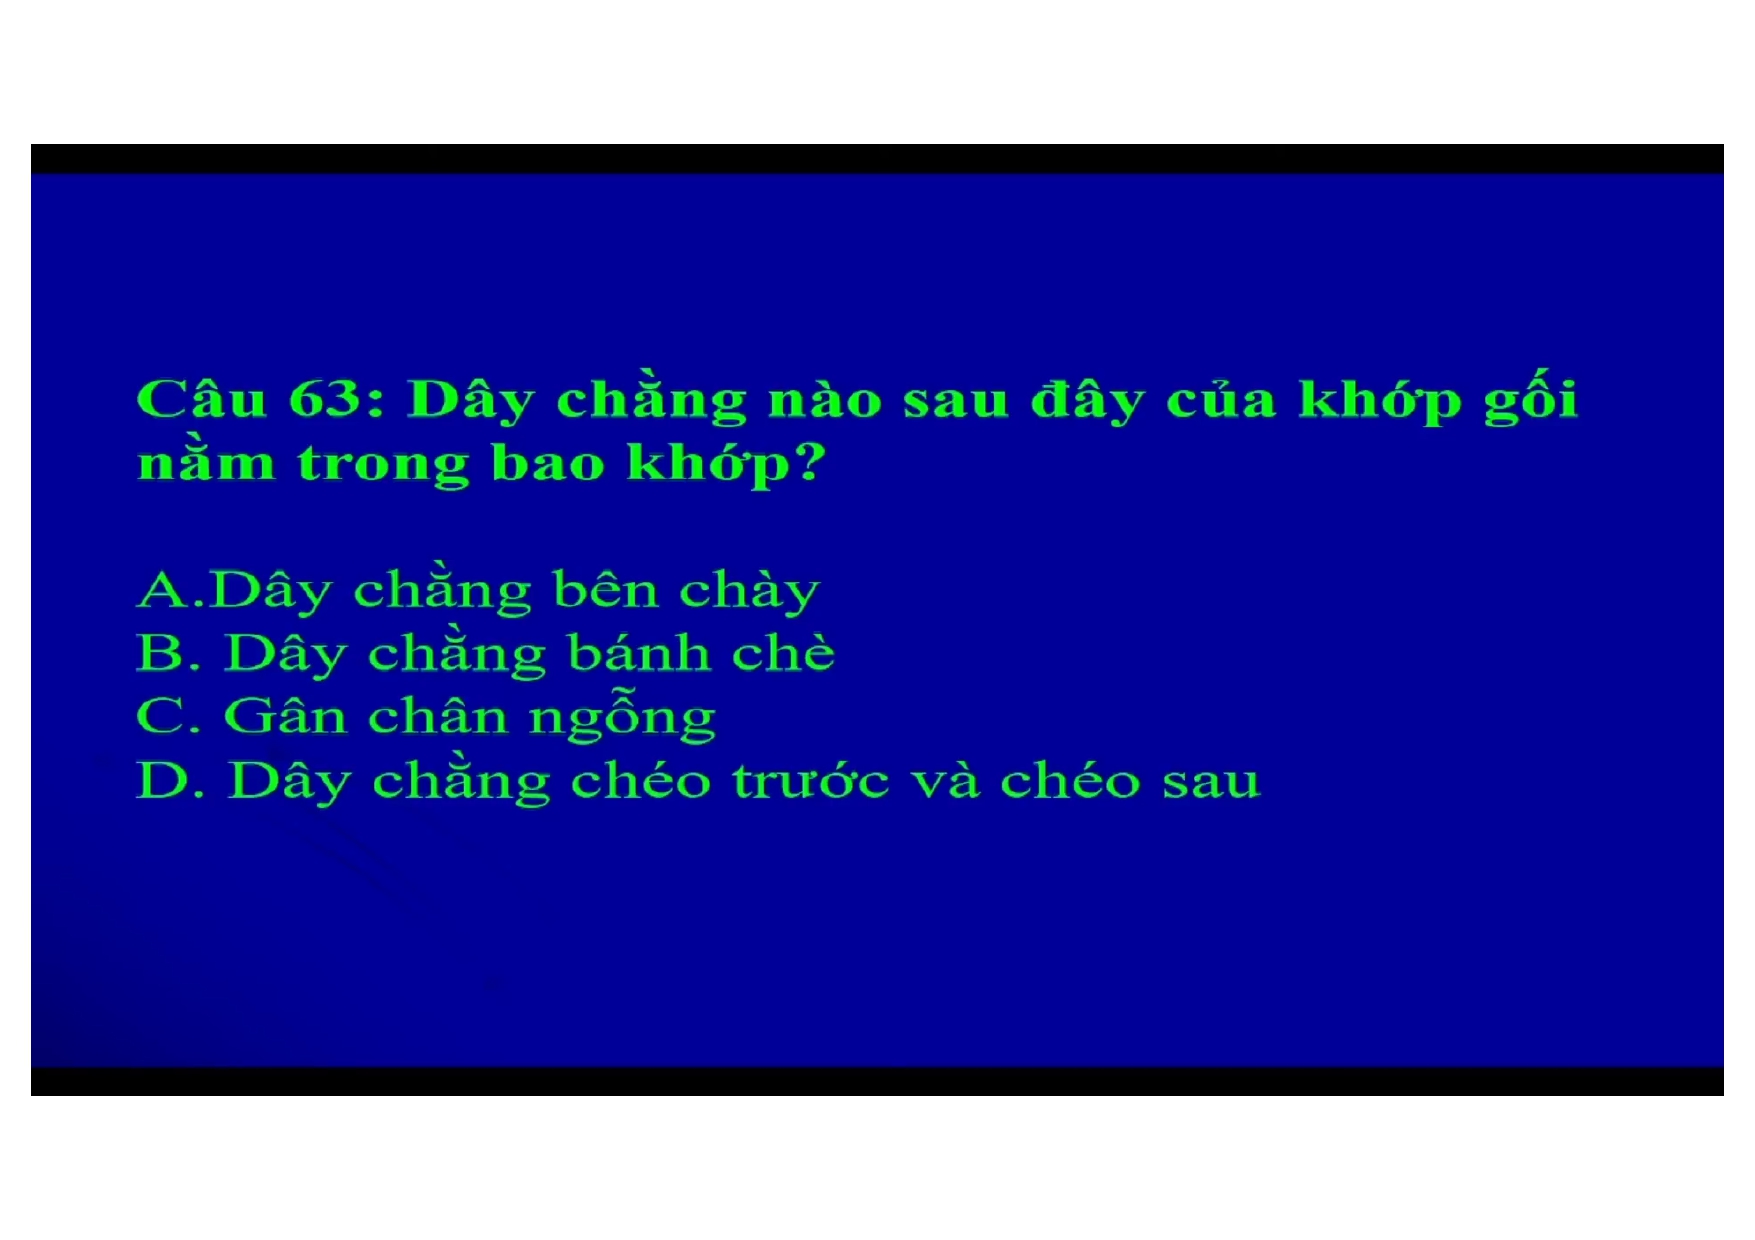 Câu 63: Dây chằng nào sau đây của khớp gối
nằm trong bao khớp?
A.Dây chằng bên chày
B. Dây chằng bánh chè
C. Gân chân ngỗng
D. Dây chằng chéo trước và chéo sau